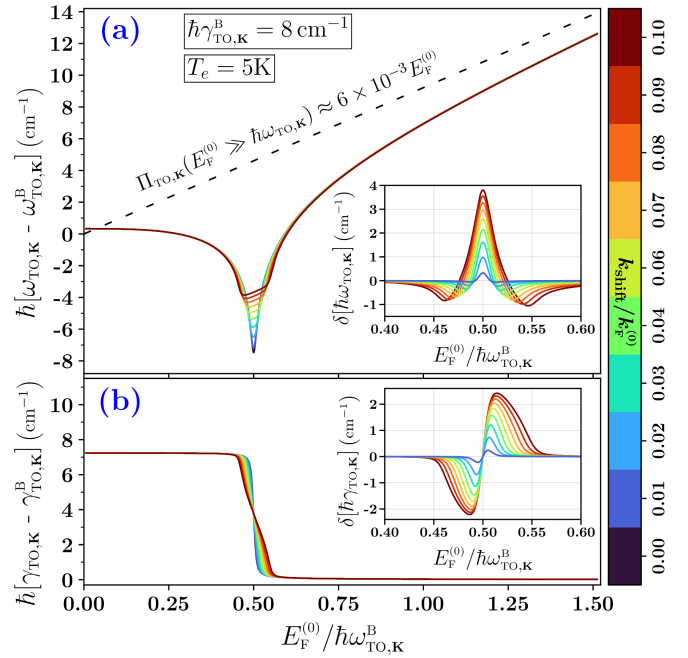 (a)
ħγ^B_TO,K = 8 cm⁻¹
T_e = 5K
Π_TO,K(E_F^(0) ≫ ħω_TO,K) ≈ 6 × 10⁻³ E_F^(0)
ħ[ω_TO,K - ω^B_TO,K] (cm⁻¹)
14
12
10
8
6
4
2
0
-2
-4
-6
-8
δ[ħω_TO,K] (cm⁻¹)
4
3
2
1
0
-1
0.40 0.45 0.50 0.55 0.60
E_F^(0)/ħω^B_TO,K
(b)
ħ[γ_TO,K - γ^B_TO,K] (cm⁻¹)
10
8
6
4
2
0
δ[ħγ_TO,K] (cm⁻¹)
2
1
0
-1
-2
0.40 0.45 0.50 0.55 0.60
E_F^(0)/ħω^B_TO,K
0.00 0.25 0.50 0.75 1.00 1.25 1.50
E_F^(0)/ħω^B_TO,K
k_shift/k_F^(0)
0.10
0.09
0.08
0.07
0.06
0.04
0.03
0.02
0.01
0.00